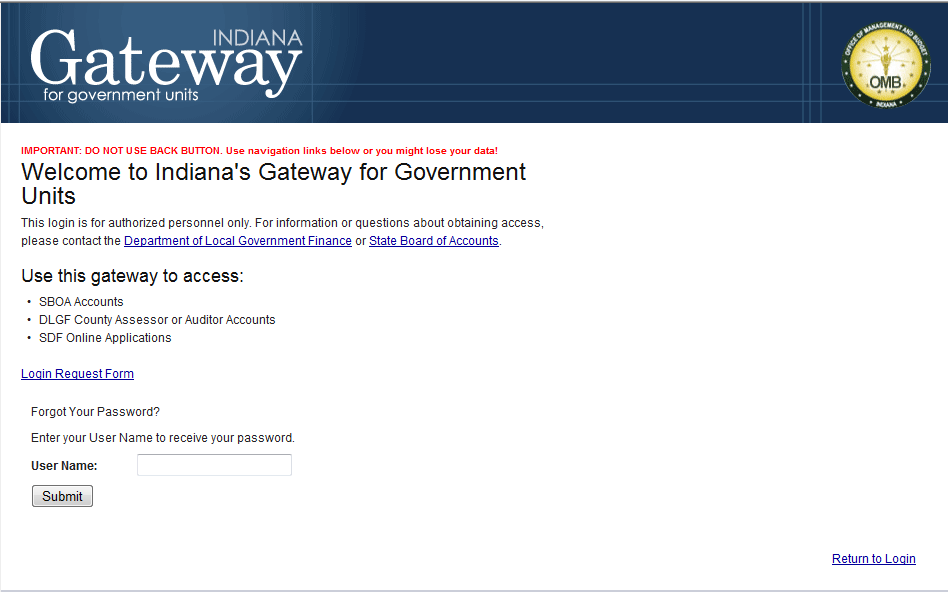 INDIANA
Gateway
for government units
OFFICE OF MANAGEMENT AND BUDGET
OMB
INDIANA
IMPORTANT: DO NOT USE BACK BUTTON. Use navigation links below or you might lose your data!
Welcome to Indiana's Gateway for Government
Units
This login is for authorized personnel only. For information or questions about obtaining access,
please contact the Department of Local Government Finance or State Board of Accounts.
Use this gateway to access:
• SBOA Accounts
• DLGF County Assessor or Auditor Accounts
• SDF Online Applications
Login Request Form
Forgot Your Password?
Enter your User Name to receive your password.
User Name:
Submit
Return to Login